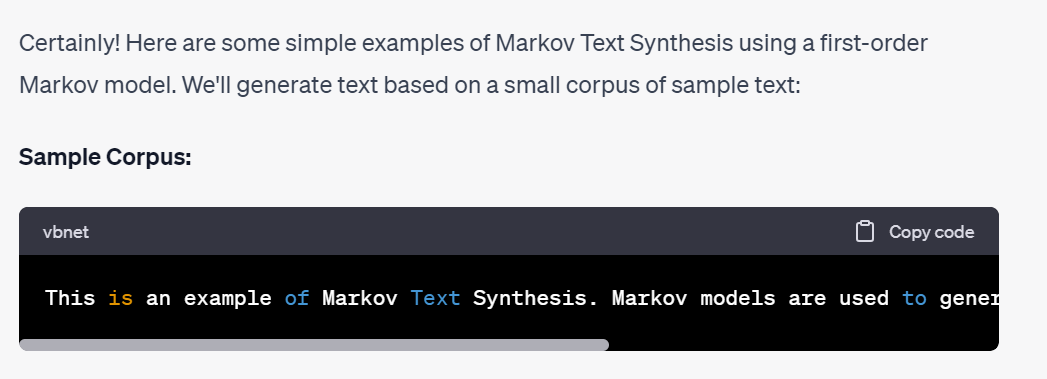 Certainly! Here are some simple examples of Markov Text Synthesis using a first-order
Markov model. We'll generate text based on a small corpus of sample text:
Sample Corpus:
vbnet Copy code
This is an example of Markov Text Synthesis. Markov models are used to gener